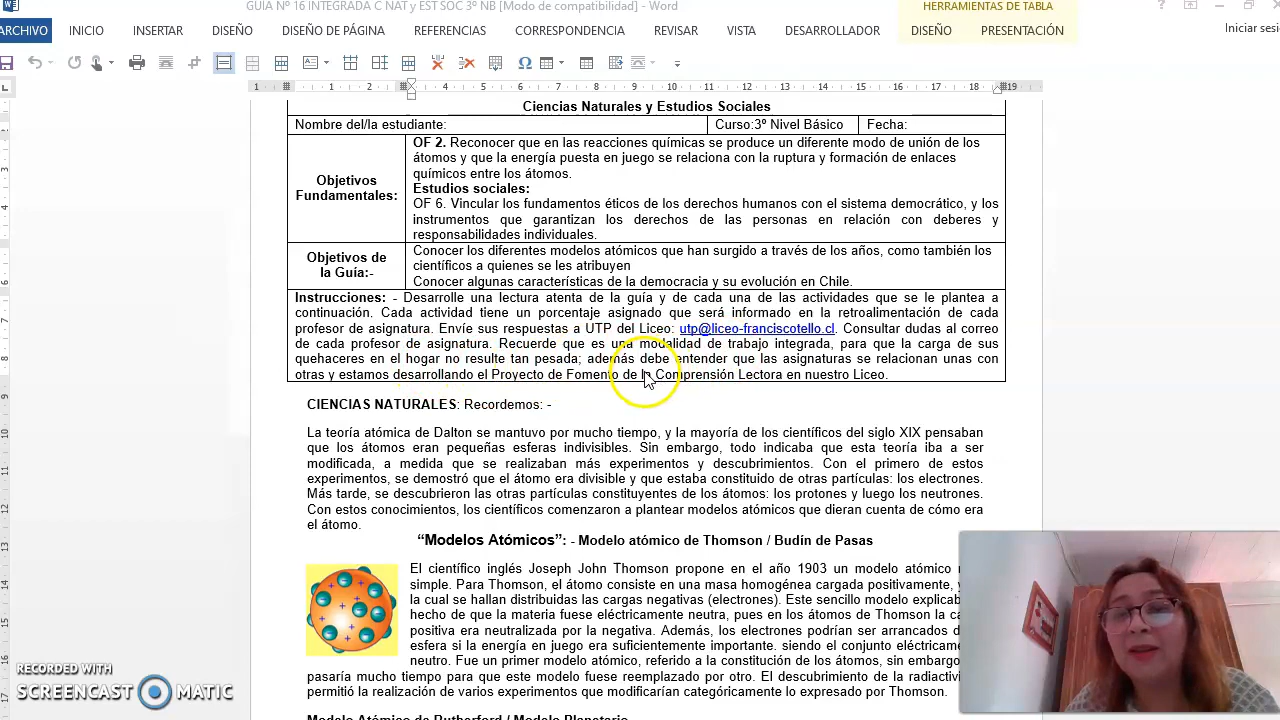 GUIA Nº 16 INTEGRADA C NAT y EST SOC 3º NB [Modo de compatibilidad] - Word
HERRAMIENTAS DE TABLA
ARCHIVO INICIO INSERTAR DISEÑO DISEÑO DE PÁGINA REFERENCIAS CORRESPONDENCIA REVISAR VISTA DESARROLLADOR DISEÑO PRESENTACIÓN Iniciar sesi
Ciencias Naturales y Estudios Sociales
Nombre del/la estudiante: Curso:3º Nivel Básico Fecha:
Objetivos Fundamentales:
OF 2. Reconocer que en las reacciones químicas se produce un diferente modo de unión de los
átomos y que la energía puesta en juego se relaciona con la ruptura y formación de enlaces
químicos entre los átomos.
Estudios sociales:
OF 6. Vincular los fundamentos éticos de los derechos humanos con el sistema democrático, y los
instrumentos que garantizan los derechos de las personas en relación con deberes y
responsabilidades individuales.
Objetivos de la Guía:-
Conocer los diferentes modelos atómicos que han surgido a través de los años, como también los
científicos a quienes se les atribuyen
Conocer algunas características de la democracia y su evolución en Chile.
Instrucciones: - Desarrolle una lectura atenta de la guía y de cada una de las actividades que se le plantea a
continuación. Cada actividad tiene un porcentaje asignado que será informado en la retroalimentación de cada
profesor de asignatura. Envíe sus respuestas a UTP del Liceo: utp@liceo-franciscotello.cl. Consultar dudas al correo
de cada profesor de asignatura. Recuerde que es una modalidad de trabajo integrada, para que la carga de sus
quehaceres en el hogar no resulte tan pesada; además debe entender que las asignaturas se relacionan unas con
otras y estamos desarrollando el Proyecto de Fomento de la Comprensión Lectora en nuestro Liceo.
CIENCIAS NATURALES: Recordemos: -
La teoría atómica de Dalton se mantuvo por mucho tiempo, y la mayoría de los científicos del siglo XIX pensaban
que los átomos eran pequeñas esferas indivisibles. Sin embargo, todo indicaba que esta teoría iba a ser
modificada, a medida que se realizaban más experimentos y descubrimientos. Con el primero de estos
experimentos, se demostró que el átomo era divisible y que estaba constituido de otras partículas: los electrones.
Más tarde, se descubrieron las otras partículas constituyentes de los átomos: los protones y luego los neutrones.
Con estos conocimientos, los científicos comenzaron a plantear modelos atómicos que dieran cuenta de cómo era
el átomo.
“Modelos Atómicos”: - Modelo atómico de Thomson / Budín de Pasas
El científico inglés Joseph John Thomson propone en el año 1903 un modelo atómico
simple. Para Thomson, el átomo consiste en una masa homogénea cargada positivamente,
la cual se hallan distribuidas las cargas negativas (electrones). Este sencillo modelo explicab
hecho de que la materia fuese eléctricamente neutra, pues en los átomos de Thomson la ca
positiva era neutralizada por la negativa. Además, los electrones podrían ser arrancados d
esfera si la energía en juego era suficientemente importante. siendo el conjunto eléctricame
neutro. Fue un primer modelo atómico, referido a la constitución de los átomos, sin embargo
pasaría mucho tiempo para que este modelo fuese reemplazado por otro. El descubrimiento de la radiactiv
permitió la realización de varios experimentos que modificarían categóricamente lo expresado por Thomson.
Modelo Atómico de Rutherford / Modelo Planetario
RECORDED WITH
SCREENCAST MATIC